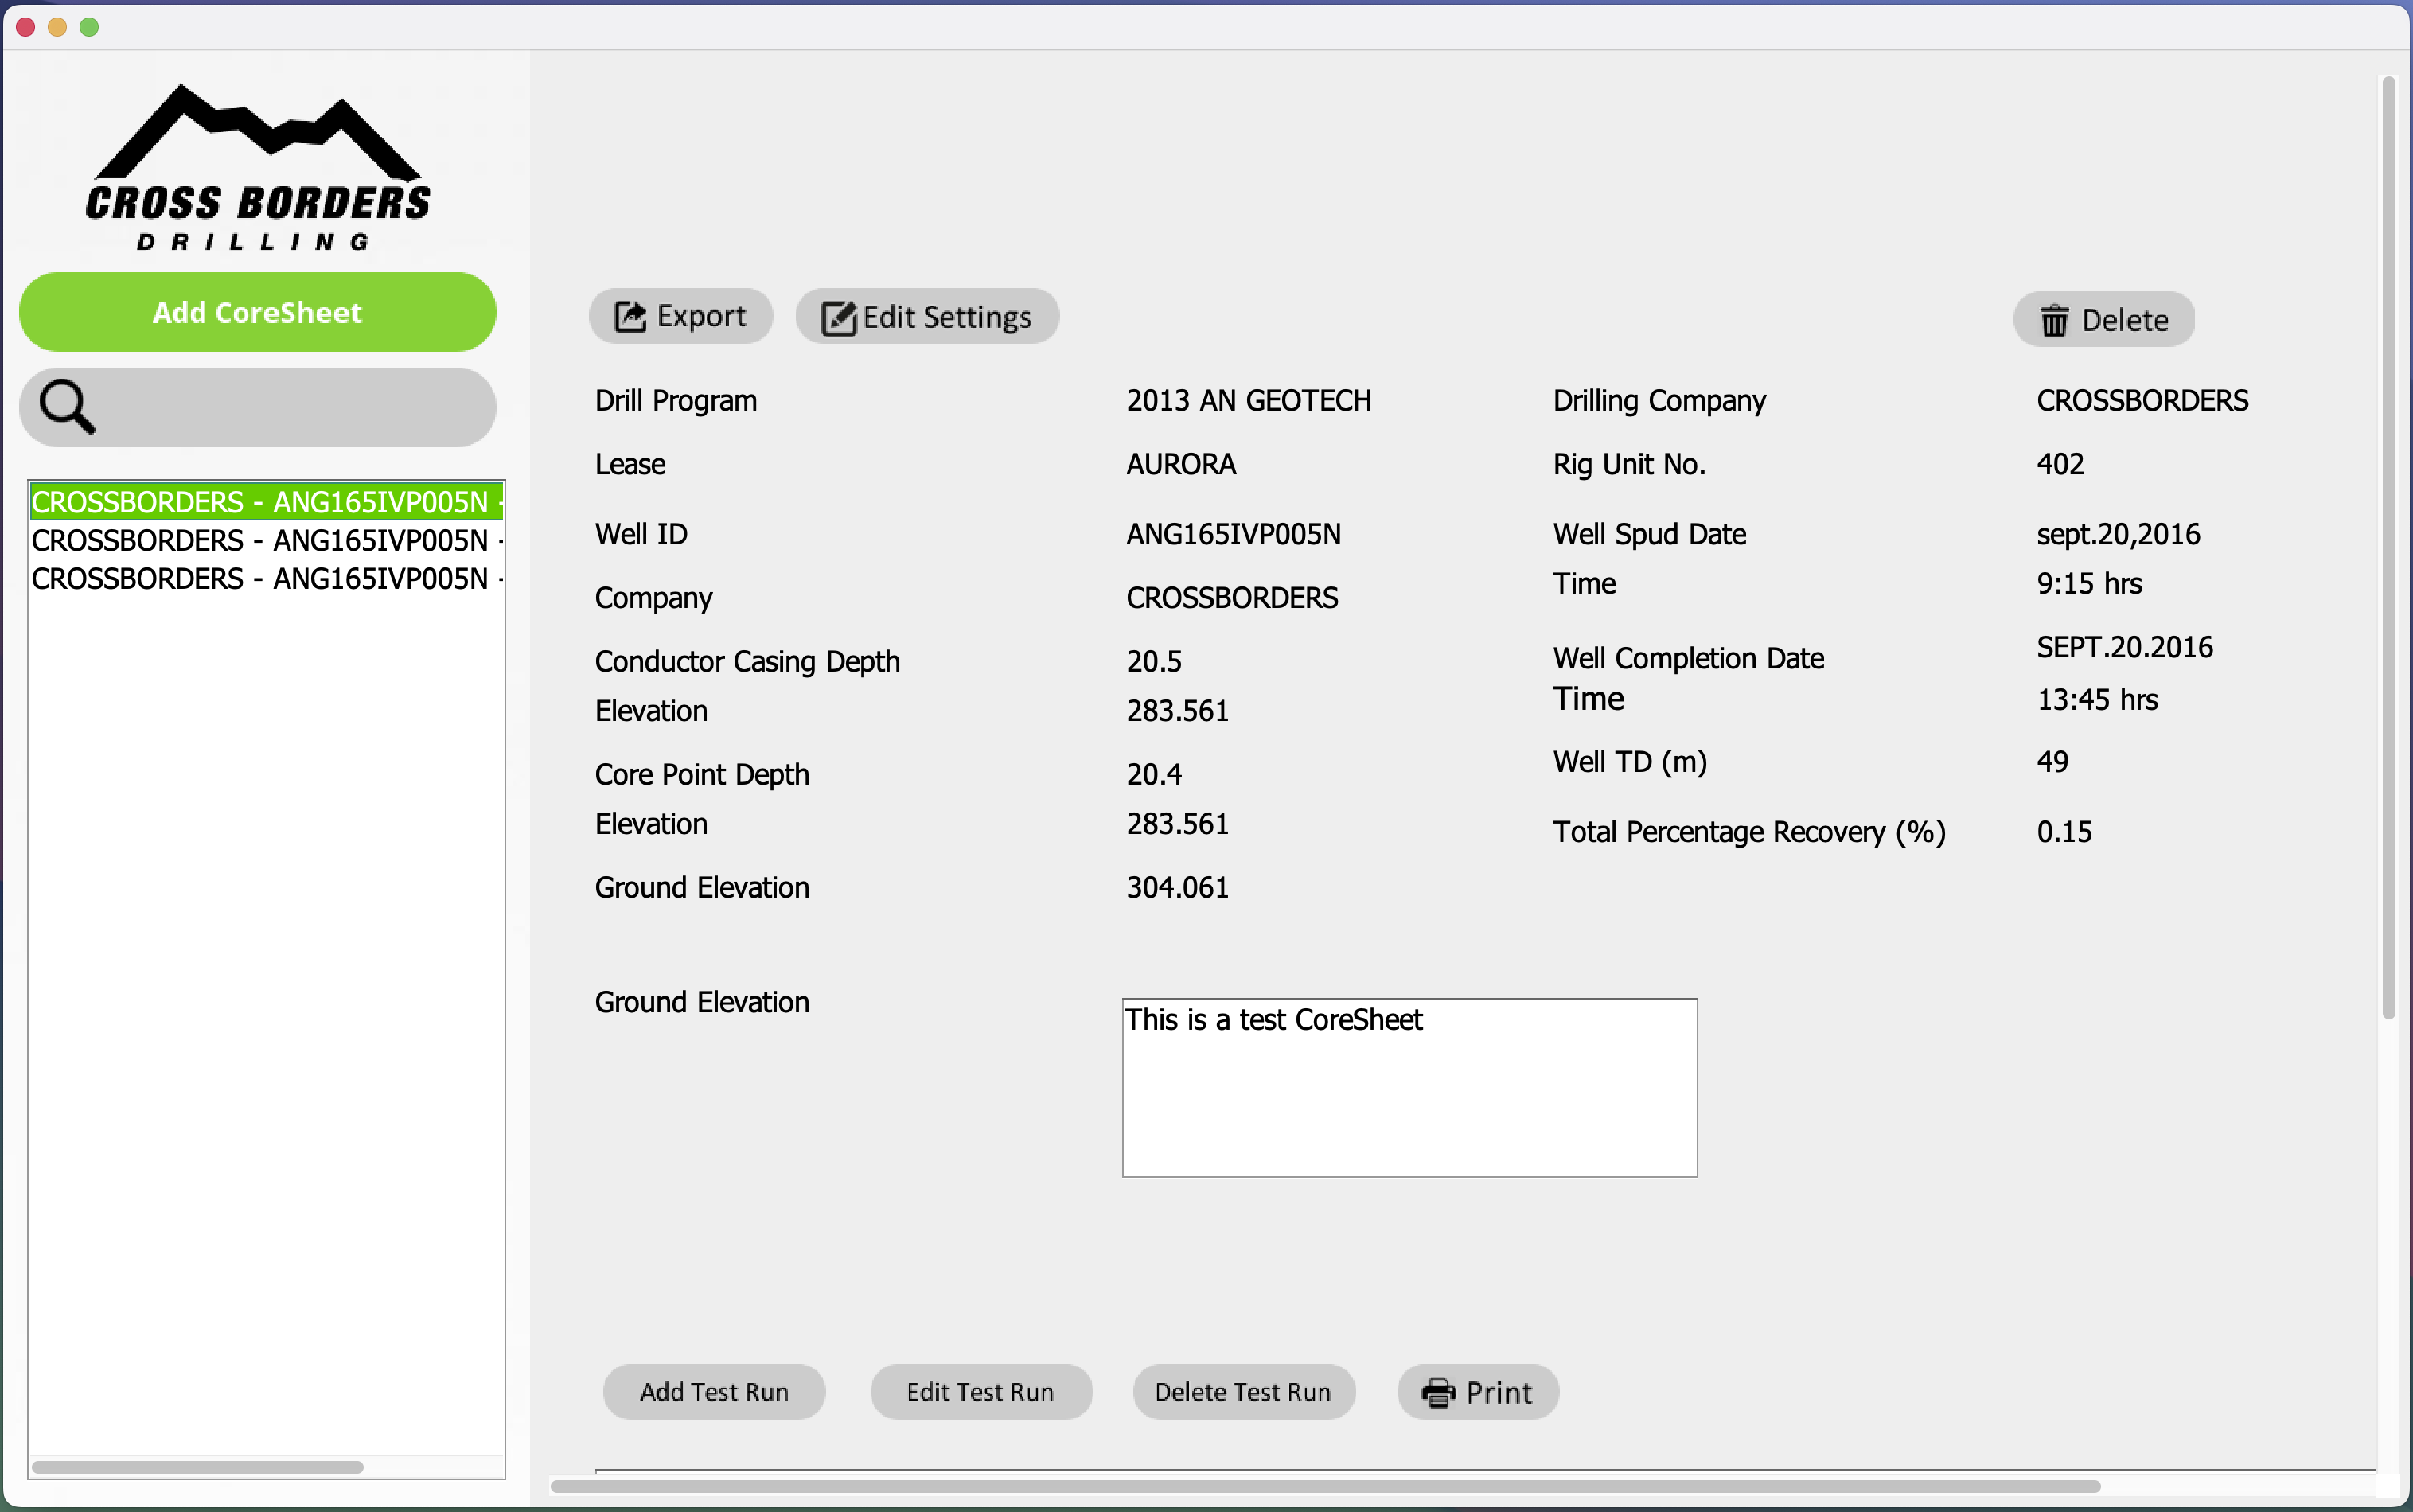 CROSS BORDERS
DRILLING
Add CoreSheet
CROSSBORDERS - ANG165IVP005N -
CROSSBORDERS - ANG165IVP005N -
CROSSBORDERS - ANG165IVP005N -
Export Edit Settings Delete
Drill Program 2013 AN GEOTECH Drilling Company CROSSBORDERS
Lease AURORA Rig Unit No. 402
Well ID ANG165IVP005N Well Spud Date sept.20,2016
Time 9:15 hrs
Company CROSSBORDERS
Well Completion Date SEPT.20.2016
Conductor Casing Depth 20.5
Time 13:45 hrs
Elevation 283.561
Well TD (m) 49
Core Point Depth 20.4
Elevation 283.561 Total Percentage Recovery (%) 0.15
Ground Elevation 304.061
Ground Elevation This is a test CoreSheet
Add Test Run Edit Test Run Delete Test Run Print